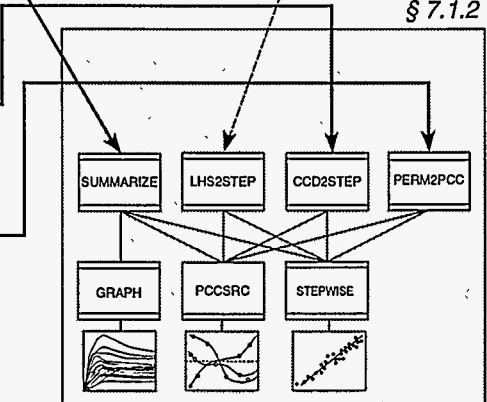 § 7.1.2
SUMMARIZE
LHS2STEP
CCD2STEP
PERM2PCC
GRAPH
PCCSRC
STEPWISE